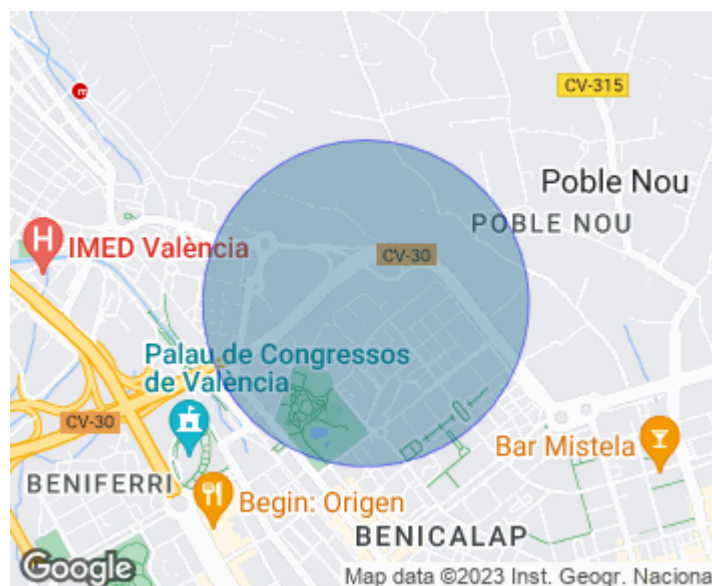 CV-315
Poble Nou
POBLE NOU
H
IMED València
CV-30
Palau de Congressos
de València
CV-30
Bar Mistela
BENIFERRI
Begin: Origen
BENICALAP
Google
Map data ©2023 Inst. Geogr. Naciona